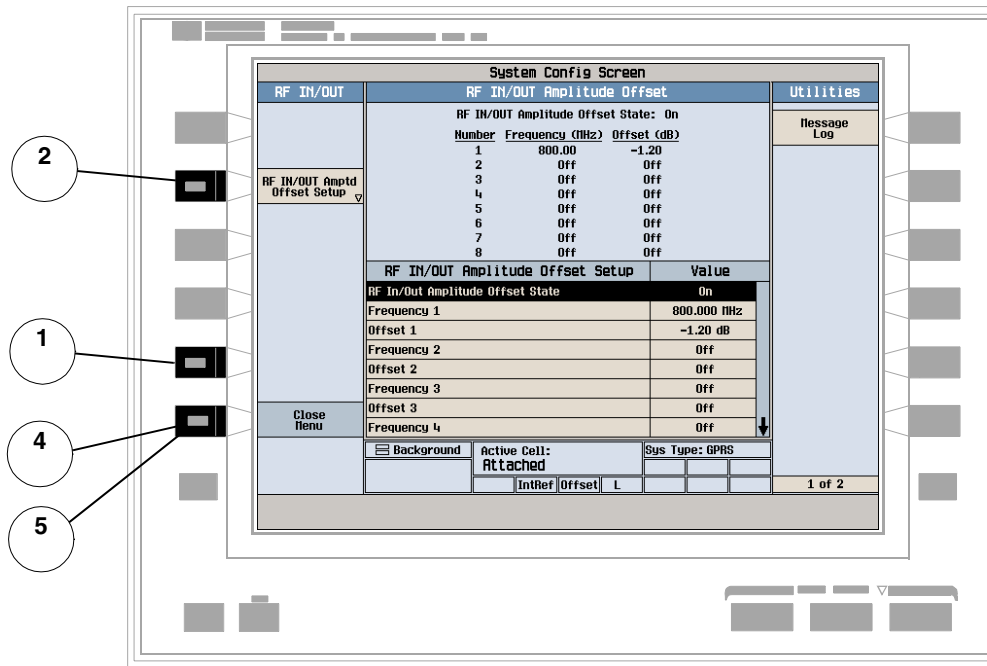 System Config Screen
RF IN/OUT
RF IN/OUT Amplitude Offset
Utilities
RF IN/OUT Amplitude Offset State: On
Number Frequency (MHz) Offset (dB)
1 800.00 -1.20
2 Off Off
3 Off Off
4 Off Off
5 Off Off
6 Off Off
7 Off Off
8 Off Off
Message
Log
2
RF IN/OUT Amptd
Offset Setup
RF IN/OUT Amplitude Offset Setup Value
RF In/Out Amplitude Offset State On
Frequency 1 800.000 MHz
Offset 1 -1.20 dB
Frequency 2 Off
Offset 2 Off
Frequency 3 Off
Offset 3 Off
Frequency 4 Off
1
Close
Menu
4
5
Background
Active Cell:
Attached
Sys Type: GPRS
IntRef Offset L
1 of 2